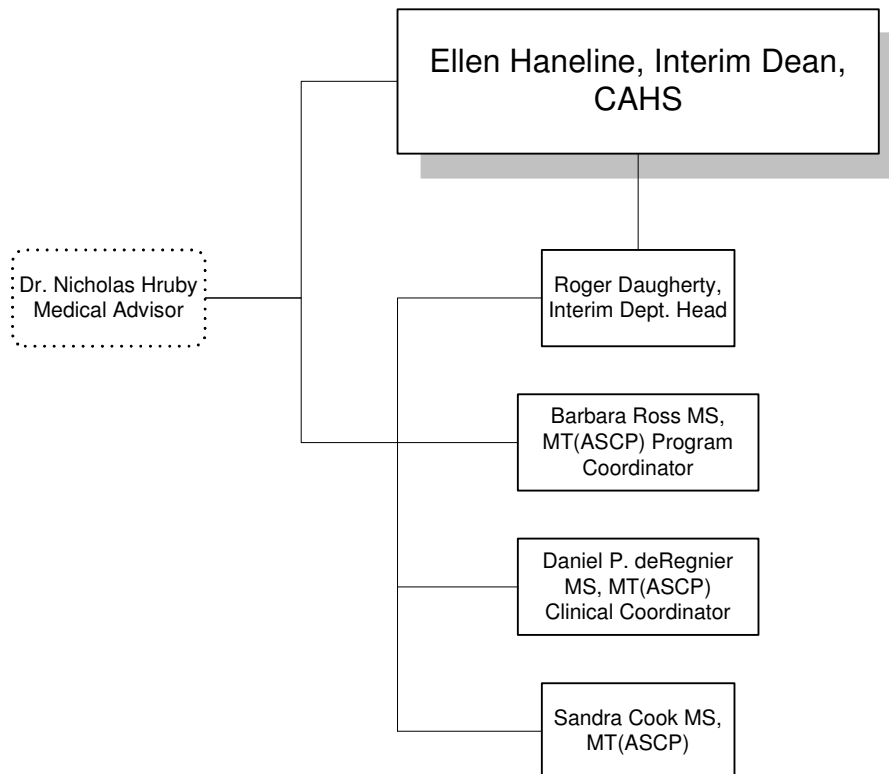 Ellen Haneline, Interim Dean,
CAHS
Dr. Nicholas Hruby
Medical Advisor
Roger Daugherty,
Interim Dept. Head
Barbara Ross MS,
MT(ASCP) Program
Coordinator
Daniel P. deRegnier
MS, MT(ASCP)
Clinical Coordinator
Sandra Cook MS,
MT(ASCP)